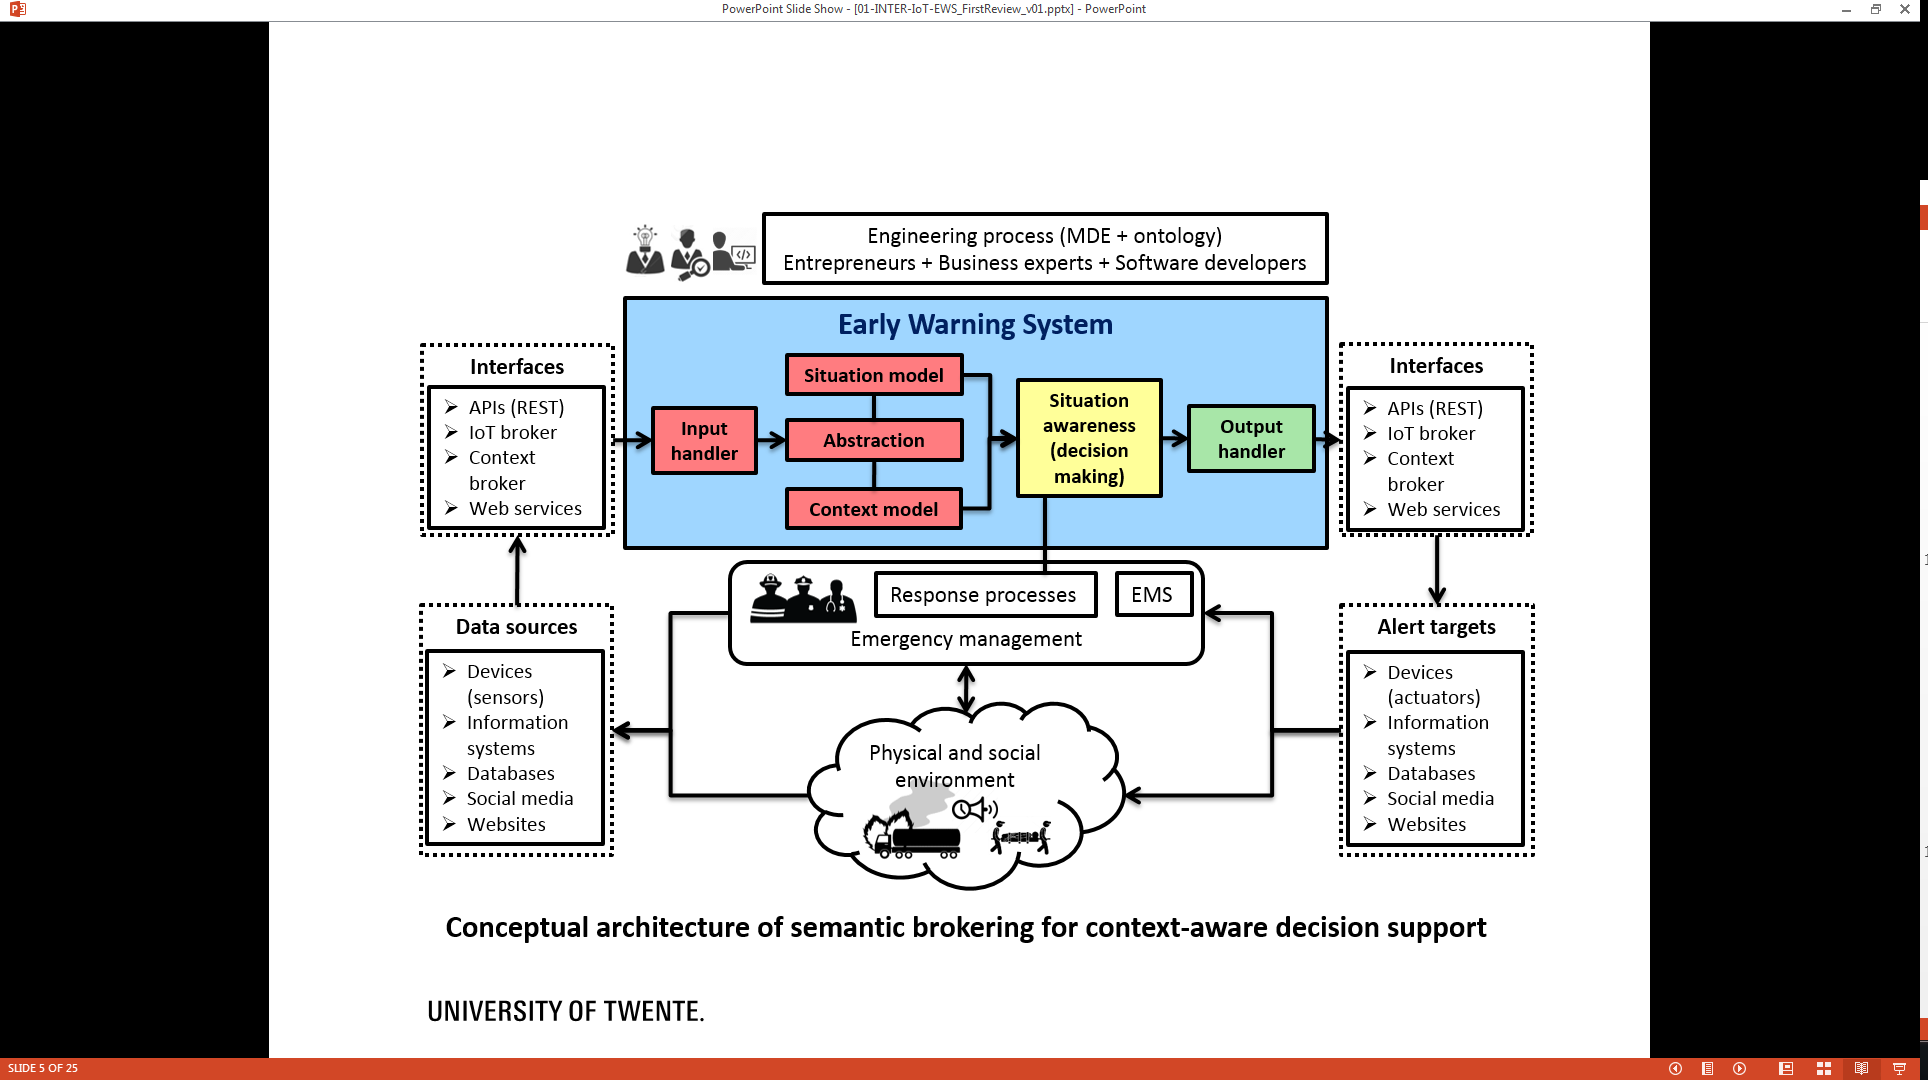 PowerPoint Slide Show - [01-INTER-IoT-EWS_FirstReview_v01.pptx] - PowerPoint
Engineering process (MDE + ontology)
Entrepreneurs + Business experts + Software developers
Early Warning System
Interfaces
APIs (REST)
IoT broker
Context
broker
Web services
Input
handler
Situation model
Abstraction
Context model
Situation
awareness
(decision
making)
Output
handler
Interfaces
APIs (REST)
IoT broker
Context
broker
Web services
Data sources
Devices
(sensors)
Information
systems
Databases
Social media
Websites
Response processes
EMS
Emergency management
Physical and social
environment
Alert targets
Devices
(actuators)
Information
systems
Databases
Social media
Websites
Conceptual architecture of semantic brokering for context-aware decision support
UNIVERSITY OF TWENTE.
SLIDE 5 OF 25